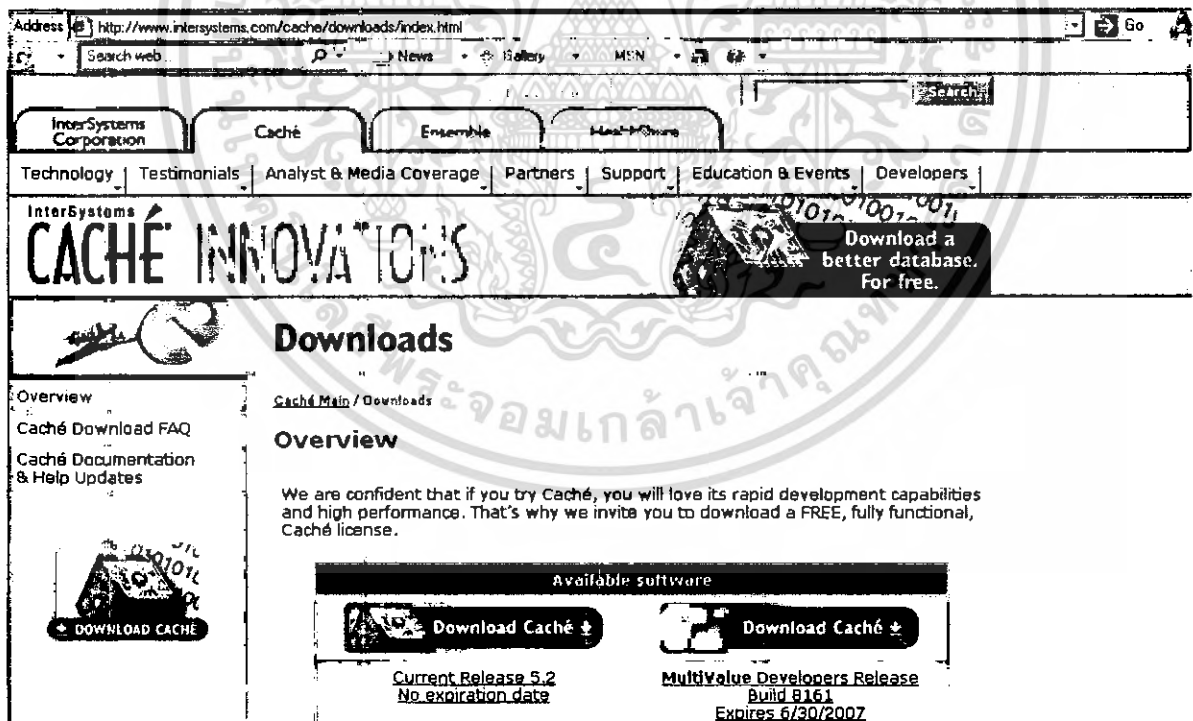 Address http://www.intersystems.com/cache/downloads/index.html Go
Search web... News Gallery MSN
Search
InterSystems Corporation
Caché
Ensemble
HealthShare
Technology Testimonials Analyst & Media Coverage Partners Support Education & Events Developers
InterSystems
CACHÉ INNOVATIONS
Download a
better database.
For free.
Downloads
Overview
Caché Download FAQ
Caché Documentation
& Help Updates
DOWNLOAD CACHÉ
Caché Main / Downloads
Overview
We are confident that if you try Caché, you will love its rapid development capabilities
and high performance. That's why we invite you to download a FREE, fully functional,
Caché license.
Available software
Download Caché
Download Caché
Current Release 5.2
No expiration date
MultiValue Developers Release
Build 8161
Expires 6/30/2007